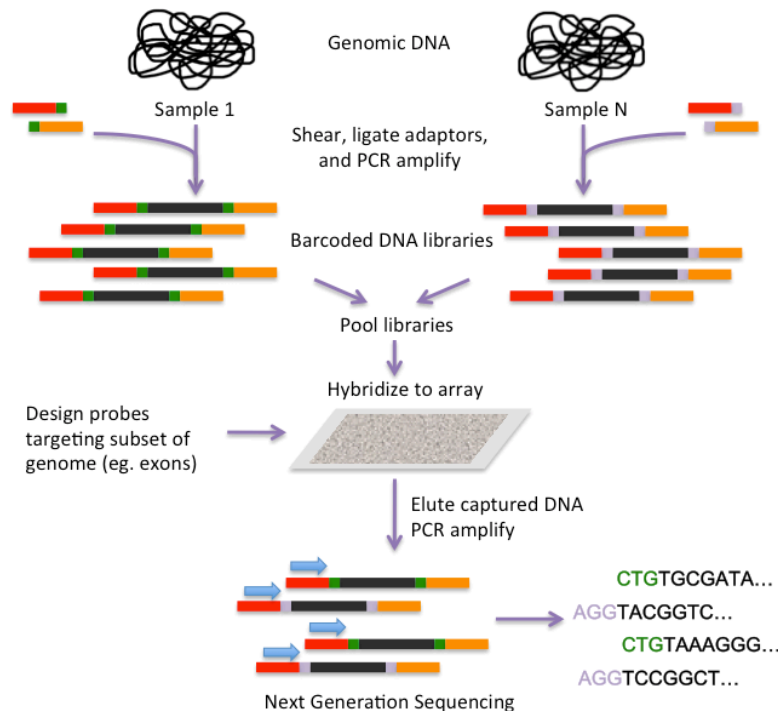 Genomic DNA
Sample 1
Sample N
Shear, ligate adaptors,
and PCR amplify
Barcoded DNA libraries
Pool libraries
Hybridize to array
Design probes
targeting subset of
genome (eg. exons)
Elute captured DNA
PCR amplify
CTGTGCGATA...
AGGTACGGTC...
CTGTAAAGGG...
AGGTCCGGCT...
Next Generation Sequencing